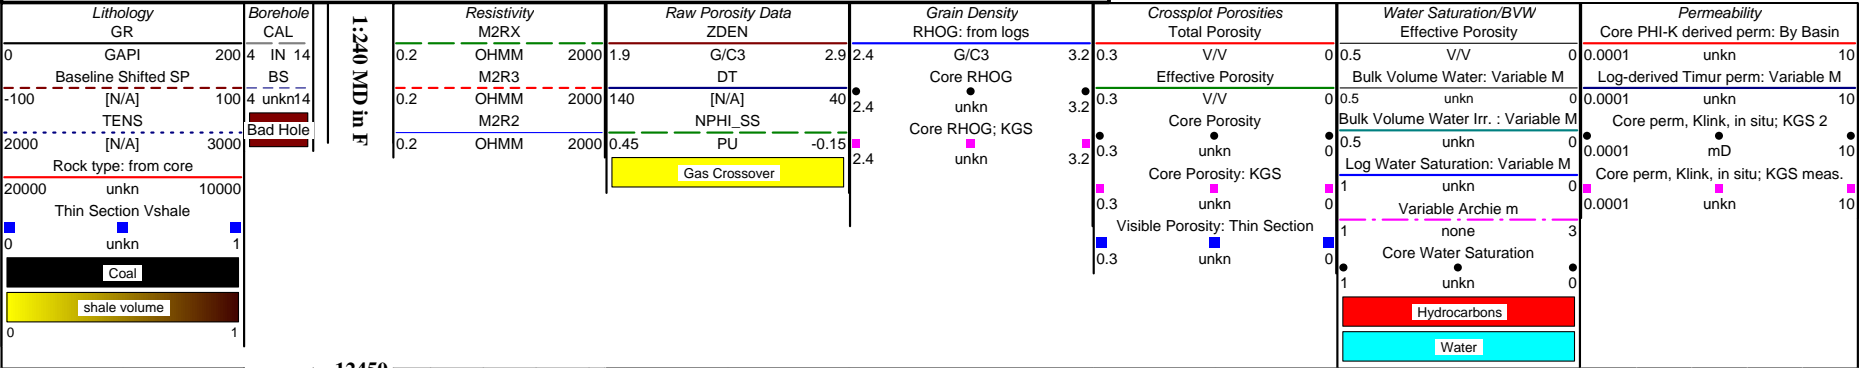 Lithology
GR
0 GAPI 200
Baseline Shifted SP
-100 [N/A] 100
TENS
2000 [N/A] 3000
Rock type: from core
20000 unkn 10000
Thin Section Vshale
0 unkn 1
Coal
shale volume
0 1
Borehole
CAL
4 IN 14
BS
4 unkn14
Bad Hole
1:240 MD in F
Resistivity
M2RX
0.2 OHMM 2000
M2R3
0.2 OHMM 2000
M2R2
0.2 OHMM 2000
Raw Porosity Data
ZDEN
1.9 G/C3 2.9
DT
140 [N/A] 40
NPHI_SS
0.45 PU -0.15
Gas Crossover
Grain Density
RHOG: from logs
2.4 G/C3 3.2
Core RHOG
2.4 unkn 3.2
Core RHOG; KGS
2.4 unkn 3.2
Crossplot Porosities
Total Porosity
0.3 V/V 0
Effective Porosity
0.3 V/V 0
Core Porosity
0.3 unkn 0
Core Porosity: KGS
0.3 unkn 0
Visible Porosity: Thin Section
0.3 unkn 0
Water Saturation/BVW
Effective Porosity
0.5 V/V 0
Bulk Volume Water: Variable M
0.5 unkn 0
Bulk Volume Water Irr. : Variable M
0.5 unkn 0
Log Water Saturation: Variable M
1 unkn 0
Variable Archie m
1 none 3
Core Water Saturation
1 unkn 0
Hydrocarbons
Water
Permeability
Core PHI-K derived perm: By Basin
0.0001 unkn 10
Log-derived Timur perm: Variable M
0.0001 unkn 10
Core perm, Klink, in situ; KGS 2
0.0001 mD 10
Core perm, Klink, in situ; KGS meas.
0.0001 unkn 10
12450